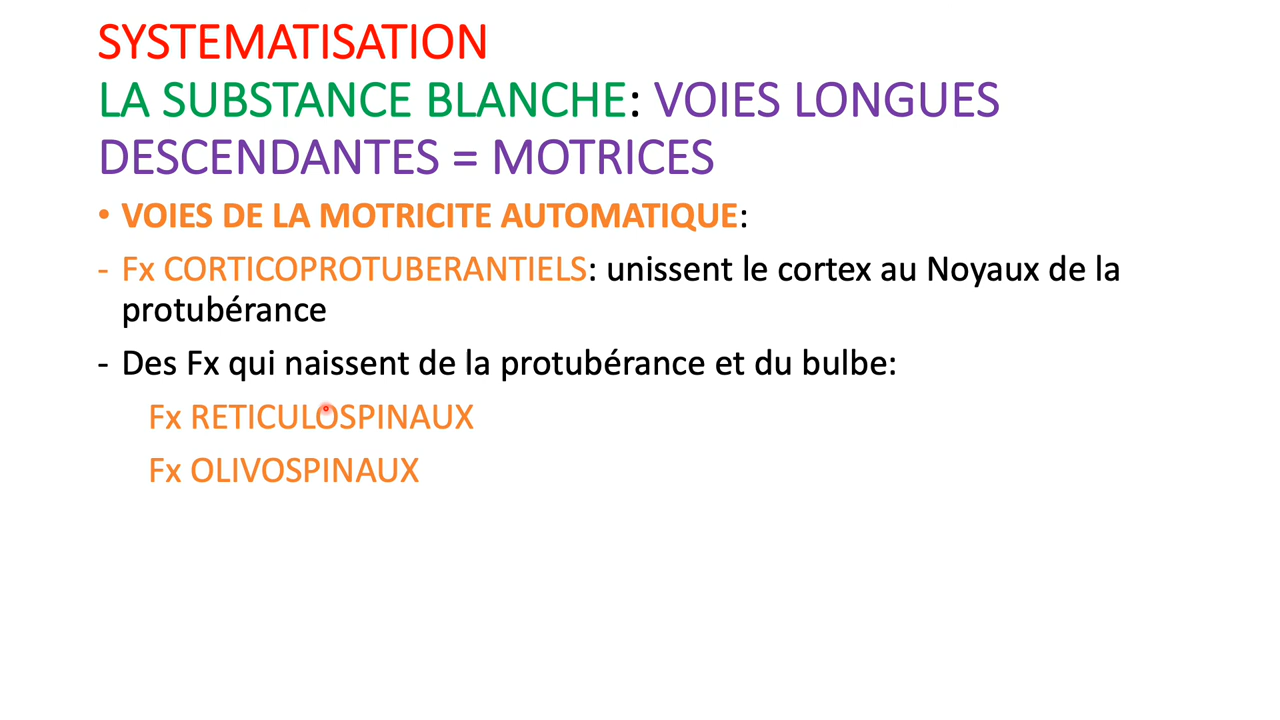 SYSTEMATISATION
LA SUBSTANCE BLANCHE: VOIES LONGUES
DESCENDANTES = MOTRICES
• VOIES DE LA MOTRICITE AUTOMATIQUE:
- Fx CORTICOPROTUBERANTIELS: unissent le cortex au Noyaux de la
protubérance
- Des Fx qui naissent de la protubérance et du bulbe:
Fx RETICULOSPINAUX
Fx OLIVOSPINAUX